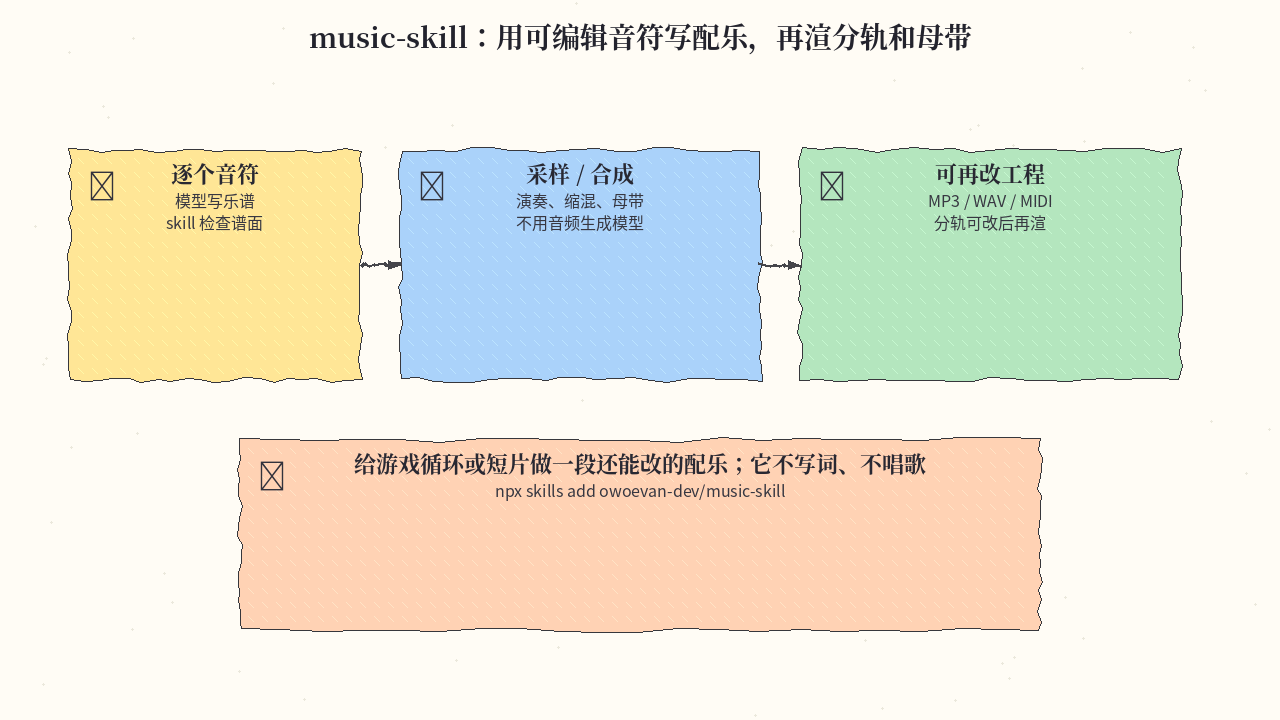 music-skill：用可编辑音符写配乐，再渲分轨和母带
逐个音符
模型写乐谱
skill 检查谱面
采样 / 合成
演奏、缩混、母带
不用音频生成模型
可再改工程
MP3 / WAV / MIDI
分轨可改后再渲
给游戏循环或短片做一段还能改的配乐；它不写词、不唱歌
npx skills add owoevan-dev/music-skill